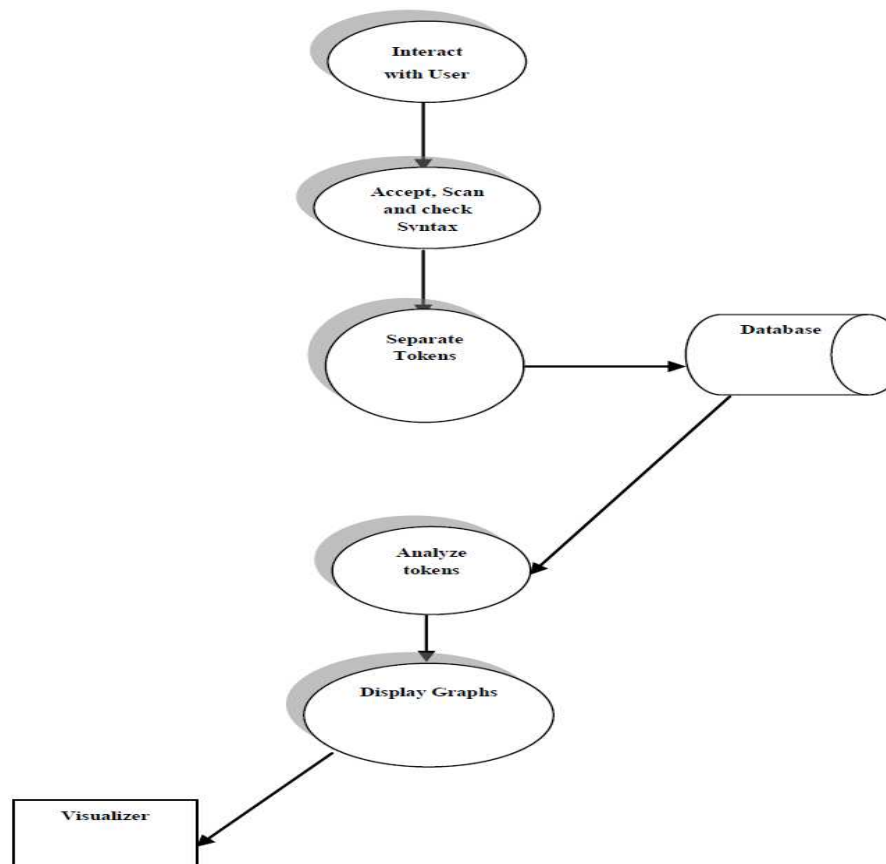 Interact
with User
Accept, Scan
and check
Syntax
Separate
Tokens
Database
Analyze
tokens
Display Graphs
Visualizer